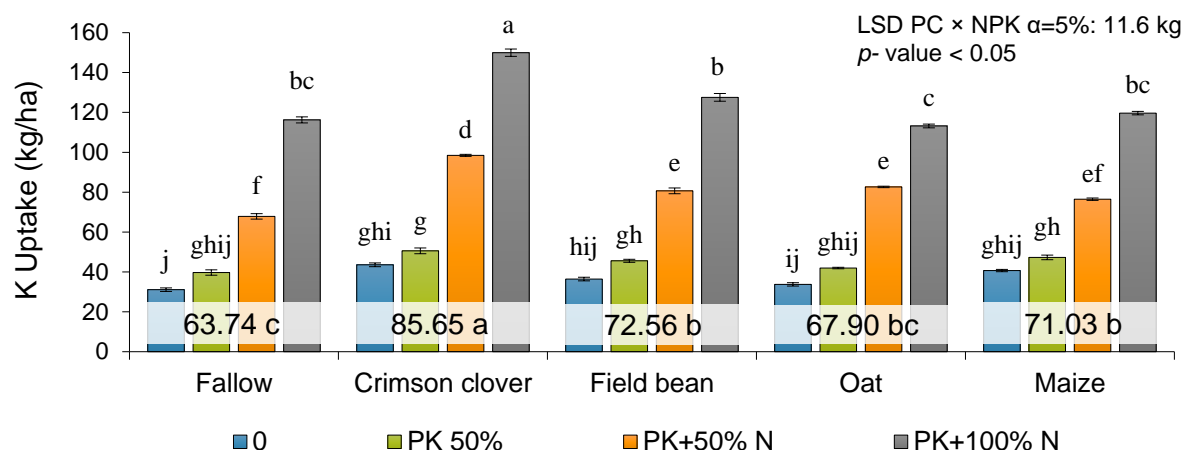 LSD PC × NPK α=5%: 11.6 kg
p- value < 0.05
K Uptake (kg/ha)
160
140
120
100
80
60
40
20
0
j
ghij
f
bc
ghi
g
d
a
hij
gh
e
b
ij
ghij
e
c
ghij
gh
ef
bc
63.74 c
85.65 a
72.56 b
67.90 bc
71.03 b
Fallow
Crimson clover
Field bean
Oat
Maize
0
PK 50%
PK+50% N
PK+100% N